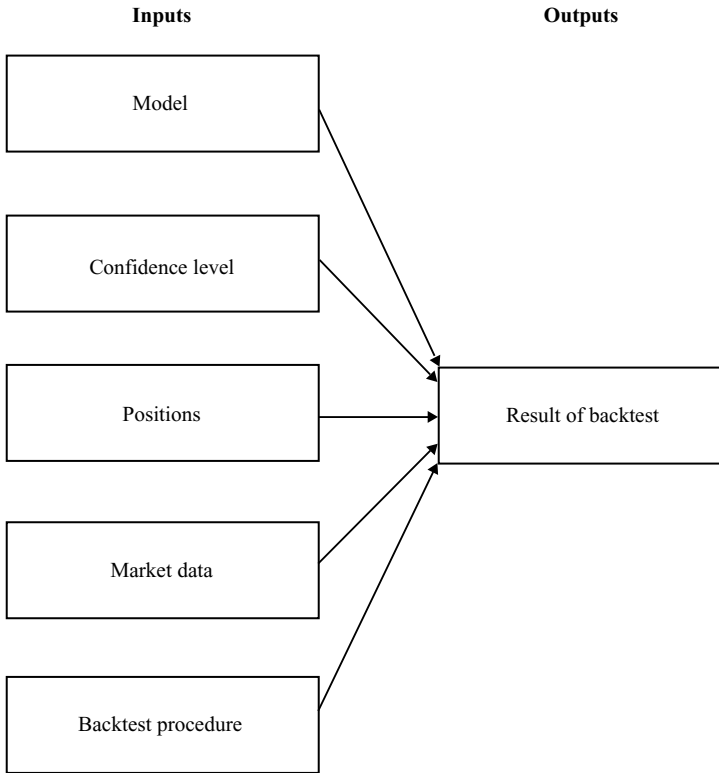 Inputs
Outputs
Model
Confidence level
Positions
Result of backtest
Market data
Backtest procedure